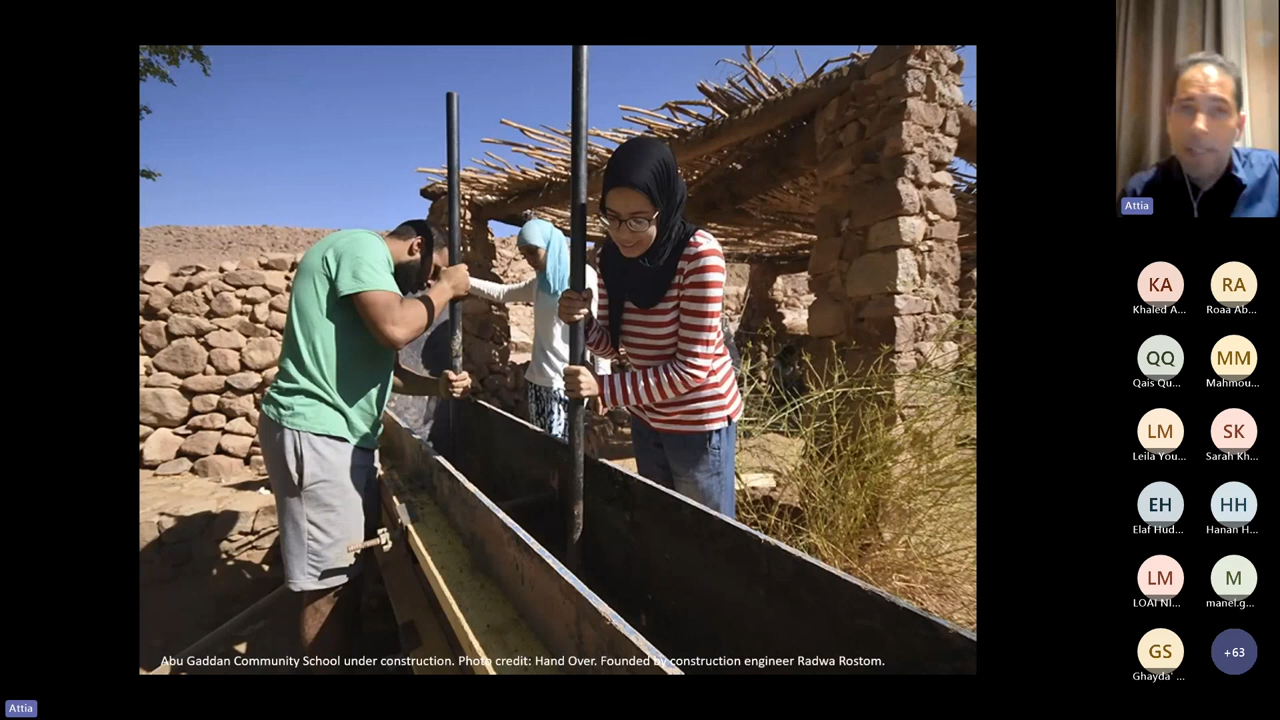 Abu Gaddan Community School under construction. Photo credit: Hand Over. Founded by construction engineer Radwa Rostom.
Attia
KA
RA
Khaled A...
Roaa Ab...
QQ
MM
Qais Qu...
Mahmou...
LM
SK
Leila You...
Sarah Kh...
EH
HH
Elaf Hud...
Hanan H...
LM
M
LOAI NI...
manel.g...
GS
+63
Ghayda' ...
Attia